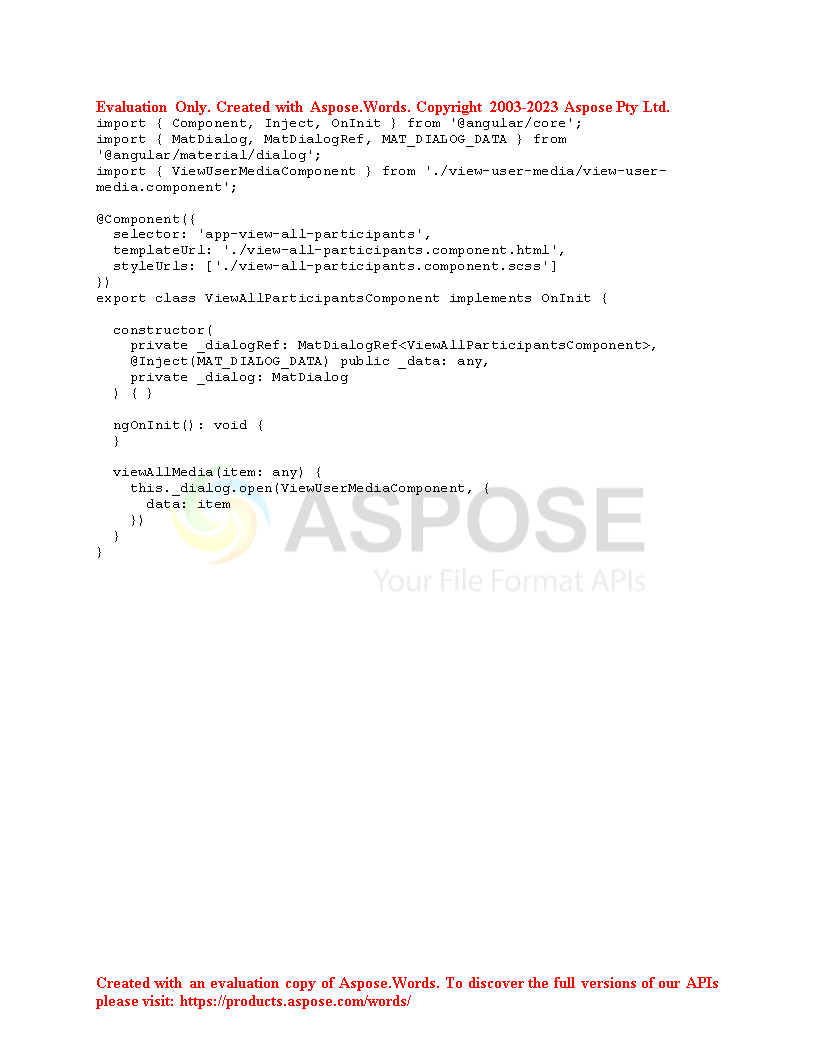 Evaluation Only. Created with Aspose.Words. Copyright 2003-2023 Aspose Pty Ltd.
import { Component, Inject, OnInit } from '@angular/core';
import { MatDialog, MatDialogRef, MAT_DIALOG_DATA } from
'@angular/material/dialog';
import { ViewUserMediaComponent } from './view-user-media/view-user-
media.component';

@Component({
  selector: 'app-view-all-participants',
  templateUrl: './view-all-participants.component.html',
  styleUrls: ['./view-all-participants.component.scss']
})
export class ViewAllParticipantsComponent implements OnInit {

  constructor(
    private _dialogRef: MatDialogRef<ViewAllParticipantsComponent>,
    @Inject(MAT_DIALOG_DATA) public _data: any,
    private _dialog: MatDialog
  ) { }

  ngOnInit(): void {
  }

  viewAllMedia(item: any) {
    this._dialog.open(ViewUserMediaComponent, {
      data: item
    })
  }
}
ASPOSE
Your File Format APIs
Created with an evaluation copy of Aspose.Words. To discover the full versions of our APIs
please visit: https://products.aspose.com/words/